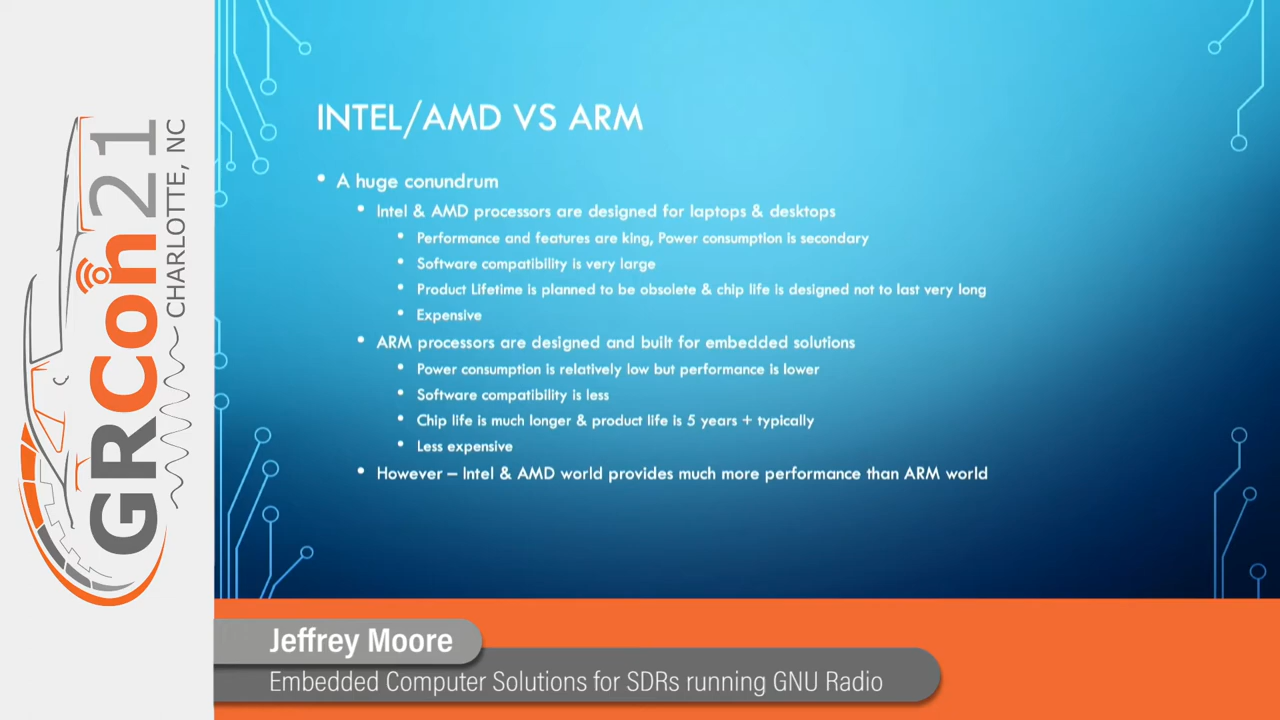 GRCon21
CHARLOTTE, NC
INTEL/AMD VS ARM
• A huge conundrum
• Intel & AMD processors are designed for laptops & desktops
• Performance and features are king, Power consumption is secondary
• Software compatibility is very large
• Product Lifetime is planned to be obsolete & chip life is designed not to last very long
• Expensive
• ARM processors are designed and built for embedded solutions
• Power consumption is relatively low but performance is lower
• Software compatibility is less
• Chip life is much longer & product life is 5 years + typically
• Less expensive
• However – Intel & AMD world provides much more performance than ARM world
Jeffrey Moore
Embedded Computer Solutions for SDRs running GNU Radio